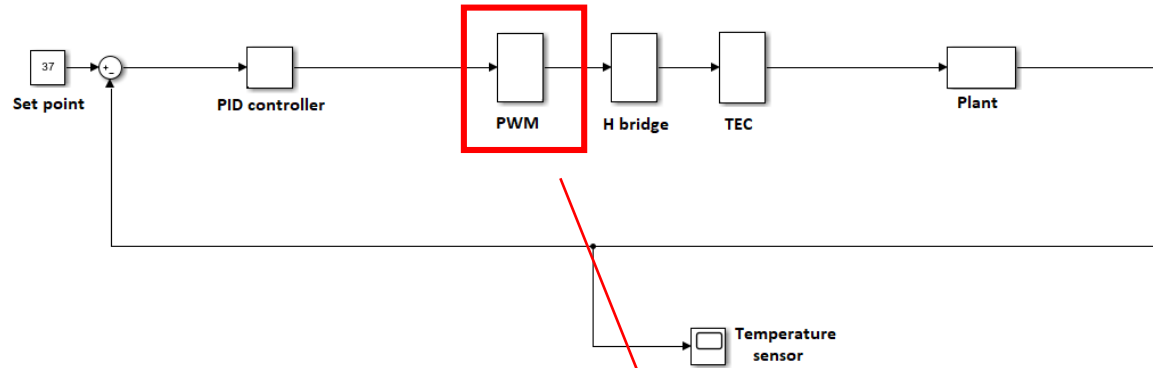 37
Set point
PID controller
PWM
H bridge
TEC
Plant
Temperature
sensor